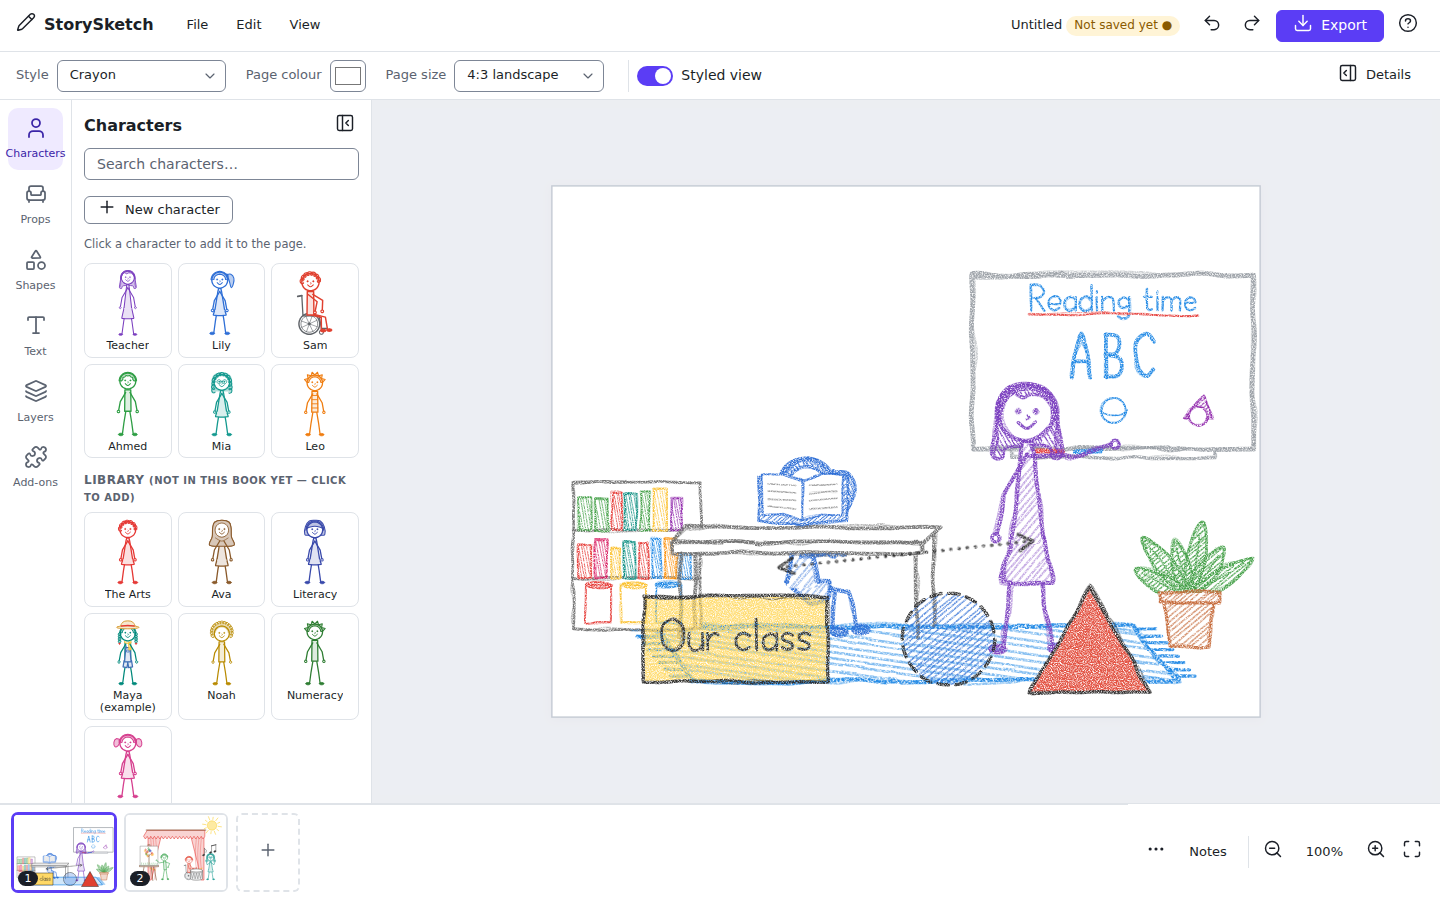 StorySketch File Edit View Untitled Not saved yet Export
Style Crayon Page colour Page size 4:3 landscape Styled view Details
Characters
Props
Shapes
Text
Layers
Add-ons
Characters
Search characters…
New character
Click a character to add it to the page.
Teacher Lily Sam
Ahmed Mia Leo
LIBRARY (NOT IN THIS BOOK YET — CLICK
TO ADD)
The Arts Ava Literacy
Maya
(example) Noah Numeracy
Reading time
ABC
Our class
1 2
Notes 100%